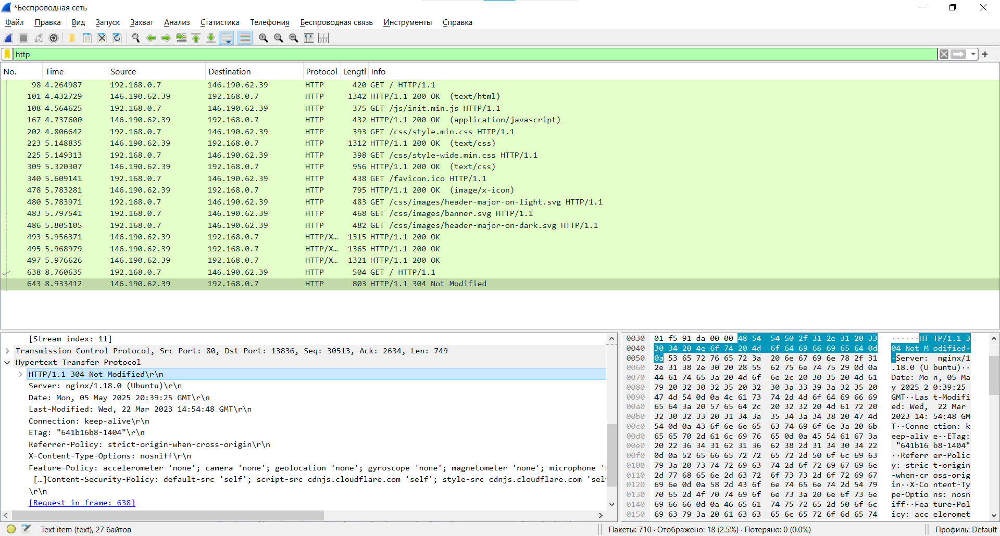 *Беспроводная сеть
Файл Правка Вид Запуск Захват Анализ Статистика Телефония Беспроводная связь Инструменты Справка
http
No. Time Source Destination Protocol Length Info
98 4.264987 192.168.0.7 146.190.62.39 HTTP 420 GET / HTTP/1.1
101 4.432729 146.190.62.39 192.168.0.7 HTTP 1342 HTTP/1.1 200 OK (text/html)
108 4.564625 192.168.0.7 146.190.62.39 HTTP 375 GET /js/init.min.js HTTP/1.1
167 4.737600 146.190.62.39 192.168.0.7 HTTP 432 HTTP/1.1 200 OK (application/javascript)
202 4.806642 192.168.0.7 146.190.62.39 HTTP 393 GET /css/style.min.css HTTP/1.1
223 5.148835 146.190.62.39 192.168.0.7 HTTP 1312 HTTP/1.1 200 OK (text/css)
225 5.149313 192.168.0.7 146.190.62.39 HTTP 398 GET /css/style-wide.min.css HTTP/1.1
309 5.320307 146.190.62.39 192.168.0.7 HTTP 956 HTTP/1.1 200 OK (text/css)
340 5.609141 192.168.0.7 146.190.62.39 HTTP 438 GET /favicon.ico HTTP/1.1
478 5.783281 146.190.62.39 192.168.0.7 HTTP 795 HTTP/1.1 200 OK (image/x-icon)
480 5.783971 192.168.0.7 146.190.62.39 HTTP 483 GET /css/images/header-major-on-light.svg HTTP/1.1
483 5.797541 192.168.0.7 146.190.62.39 HTTP 468 GET /css/images/banner.svg HTTP/1.1
486 5.805105 192.168.0.7 146.190.62.39 HTTP 482 GET /css/images/header-major-on-dark.svg HTTP/1.1
493 5.956371 146.190.62.39 192.168.0.7 HTTP/X… 1315 HTTP/1.1 200 OK
495 5.968979 146.190.62.39 192.168.0.7 HTTP/X… 1365 HTTP/1.1 200 OK
497 5.976626 146.190.62.39 192.168.0.7 HTTP/X… 1321 HTTP/1.1 200 OK
638 8.760635 192.168.0.7 146.190.62.39 HTTP 504 GET / HTTP/1.1
643 8.933412 146.190.62.39 192.168.0.7 HTTP 803 HTTP/1.1 304 Not Modified
[Stream index: 11]
Transmission Control Protocol, Src Port: 80, Dst Port: 13836, Seq: 30513, Ack: 2634, Len: 749
Hypertext Transfer Protocol
HTTP/1.1 304 Not Modified\r\n
Server: nginx/1.18.0 (Ubuntu)\r\n
Date: Mon, 05 May 2025 20:39:25 GMT\r\n
Last-Modified: Wed, 22 Mar 2023 14:54:48 GMT\r\n
Connection: keep-alive\r\n
ETag: "641b16b8-1404"\r\n
Referrer-Policy: strict-origin-when-cross-origin\r\n
X-Content-Type-Options: nosniff\r\n
Feature-Policy: accelerometer 'none'; camera 'none'; geolocation 'none'; gyroscope 'none'; magnetometer 'none'; microphone '
[…]Content-Security-Policy: default-src 'self'; script-src cdnjs.cloudflare.com 'self'; style-src cdnjs.cloudflare.com 'self
\r\n
[Request in frame: 638]
0030 01 f5 91 da 00 00 48 54 54 50 2f 31 2e 31 20 33 ······HT TP/1.1 3
0040 30 34 20 4e 6f 74 20 4d 6f 64 69 66 69 65 64 0d 04 Not M odified·
0050 0a 53 65 72 76 65 72 3a 20 6e 67 69 6e 78 2f 31 ·Server: nginx/1
0060 2e 31 38 2e 30 20 28 55 62 75 6e 74 75 29 0d 0a .18.0 (U buntu)··
0070 44 61 74 65 3a 20 4d 6f 6e 2c 20 30 35 20 4d 61 Date: Mo n, 05 Ma
0080 79 20 32 30 32 35 20 32 30 3a 33 39 3a 32 35 20 y 2025 2 0:39:25
0090 47 4d 54 0d 0a 4c 61 73 74 2d 4d 6f 64 69 66 69 GMT··Las t-Modifi
00a0 65 64 3a 20 57 65 64 2c 20 32 32 20 4d 61 72 20 ed: Wed, 22 Mar
00b0 32 30 32 33 20 31 34 3a 35 34 3a 34 38 20 47 4d 2023 14: 54:48 GM
00c0 54 0d 0a 43 6f 6e 6e 65 63 74 69 6f 6e 3a 20 6b T··Conne ction: k
00d0 65 65 70 2d 61 6c 69 76 65 0d 0a 45 54 61 67 3a eep-aliv e··ETag:
00e0 20 22 36 34 31 62 31 36 62 38 2d 31 34 30 34 22 "641b16 b8-1404"
00f0 0d 0a 52 65 66 65 72 72 65 72 2d 50 6f 6c 69 63 ··Referr er-Polic
0100 79 3a 20 73 74 72 69 63 74 2d 6f 72 69 67 69 6e y: stric t-origin
0110 2d 77 68 65 6e 2d 63 72 6f 73 73 2d 6f 72 69 67 -when-cr oss-orig
0120 69 6e 0d 0a 58 2d 43 6f 6e 74 65 6e 74 2d 54 79 in··X-Co ntent-Ty
0130 70 65 2d 4f 70 74 69 6f 6e 73 3a 20 6e 6f 73 6e pe-Optio ns: nosn
0140 69 66 66 0d 0a 46 65 61 74 75 72 65 2d 50 6f 6c iff··Fea ture-Pol
0150 69 63 79 3a 20 61 63 63 65 6c 65 72 6f 6d 65 74 icy: acc eleromet
Text item (text), 27 байтов Пакеты: 710 · Отображено: 18 (2.5%) · Потеряно: 0 (0.0%) Профиль: Default